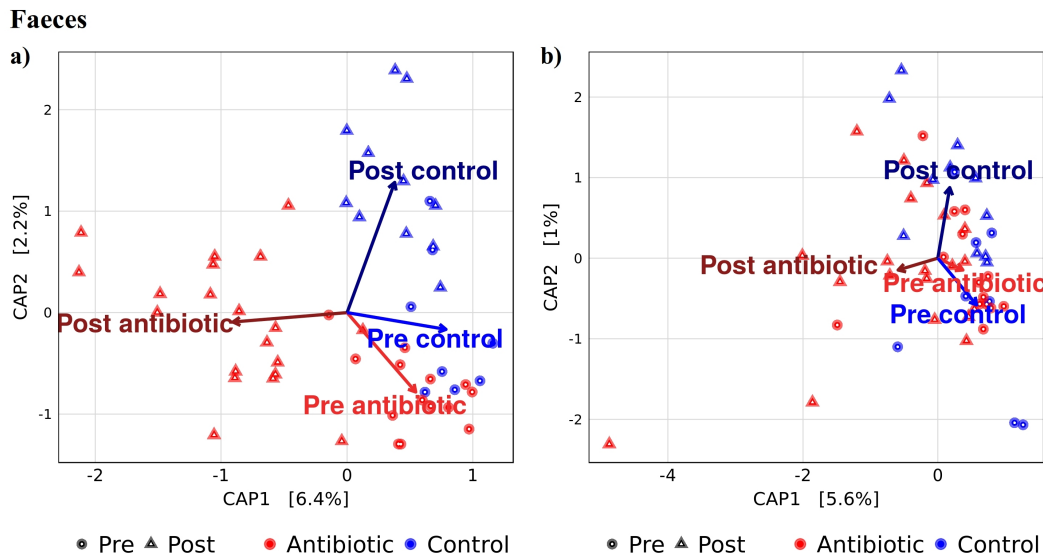 Faeces
a)
2
1
0
-1
-2
-1
0
1
CAP2 [2.2%]
CAP1 [6.4%]
Post control
Post antibiotic
Pre control
Pre antibiotic
Pre Post Antibiotic Control
b)
2
1
0
-1
-2
-4
-2
0
CAP2 [1%]
CAP1 [5.6%]
Post control
Post antibiotic
Pre antibiotic
Pre control
Pre Post Antibiotic Control